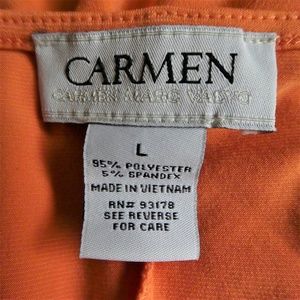 CARMEN
CARMEN MARC VALVO
L
95% POLYESTER
5% SPANDEX
MADE IN VIETNAM
RN# 93178
SEE REVERSE
FOR CARE